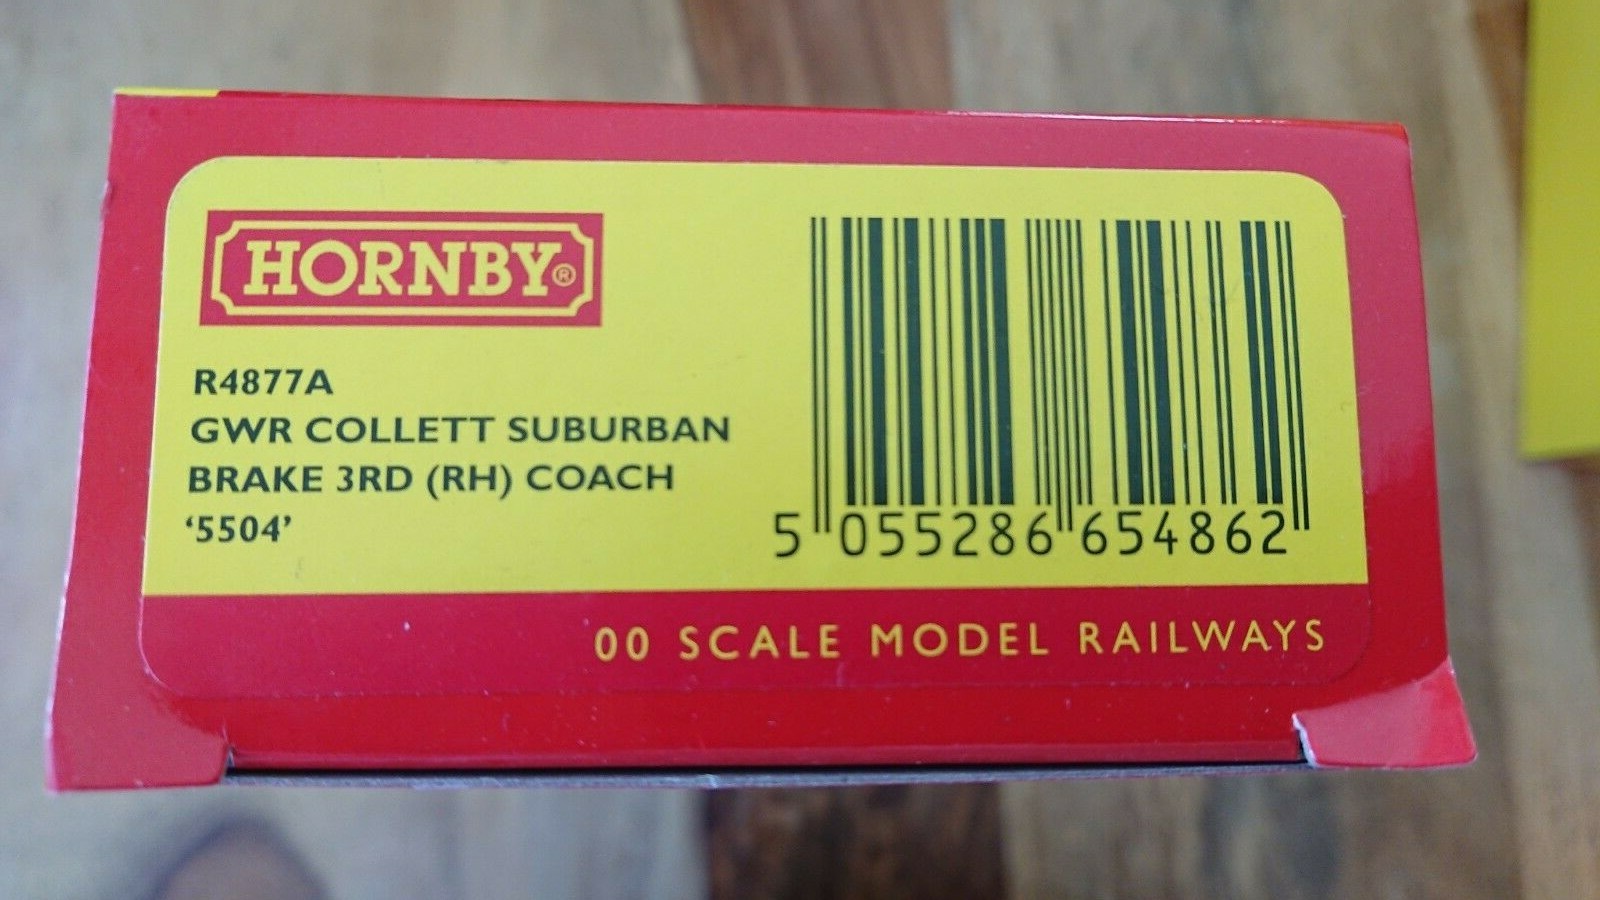 HORNBY®
R4877A
GWR COLLETT SUBURBAN
BRAKE 3RD (RH) COACH
‘5504’
5 055286 654862
00 SCALE MODEL RAILWAYS